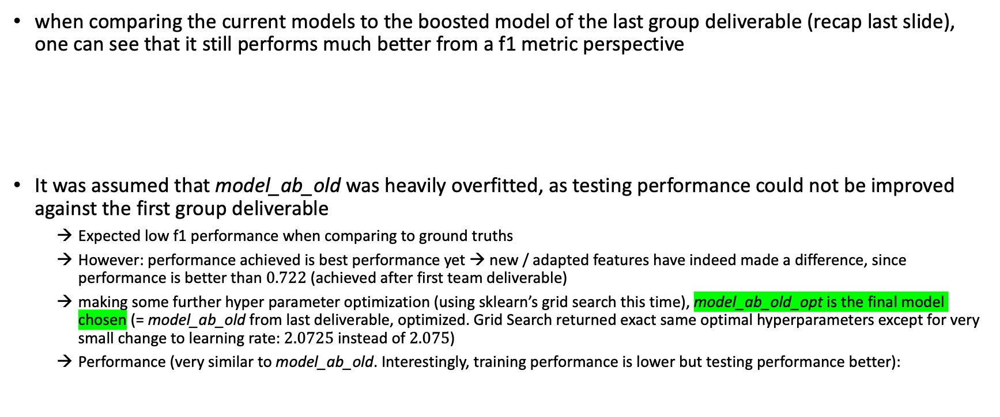 • when comparing the current models to the boosted model of the last group deliverable (recap last slide),
one can see that it still performs much better from a f1 metric perspective
• It was assumed that model_ab_old was heavily overfitted, as testing performance could not be improved
against the first group deliverable
→ Expected low f1 performance when comparing to ground truths
→ However: performance achieved is best performance yet → new / adapted features have indeed made a difference, since
performance is better than 0.722 (achieved after first team deliverable)
→ making some further hyper parameter optimization (using sklearn’s grid search this time), model_ab_old_opt is the final model
chosen (= model_ab_old from last deliverable, optimized. Grid Search returned exact same optimal hyperparameters except for very
small change to learning rate: 2.0725 instead of 2.075)
→ Performance (very similar to model_ab_old. Interestingly, training performance is lower but testing performance better):